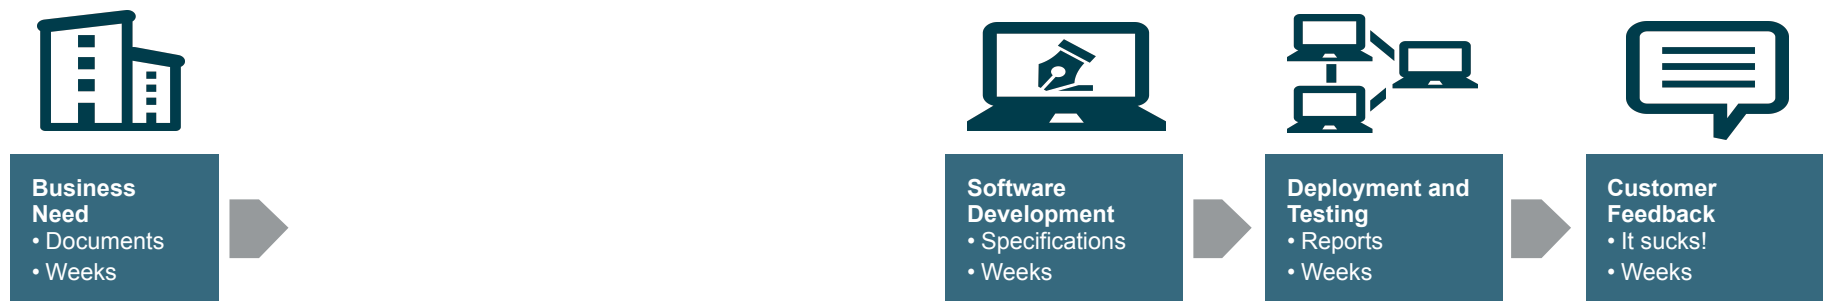 Business
Need
• Documents
• Weeks
Software
Development
• Specifications
• Weeks
Deployment and
Testing
• Reports
• Weeks
Customer
Feedback
• It sucks!
• Weeks